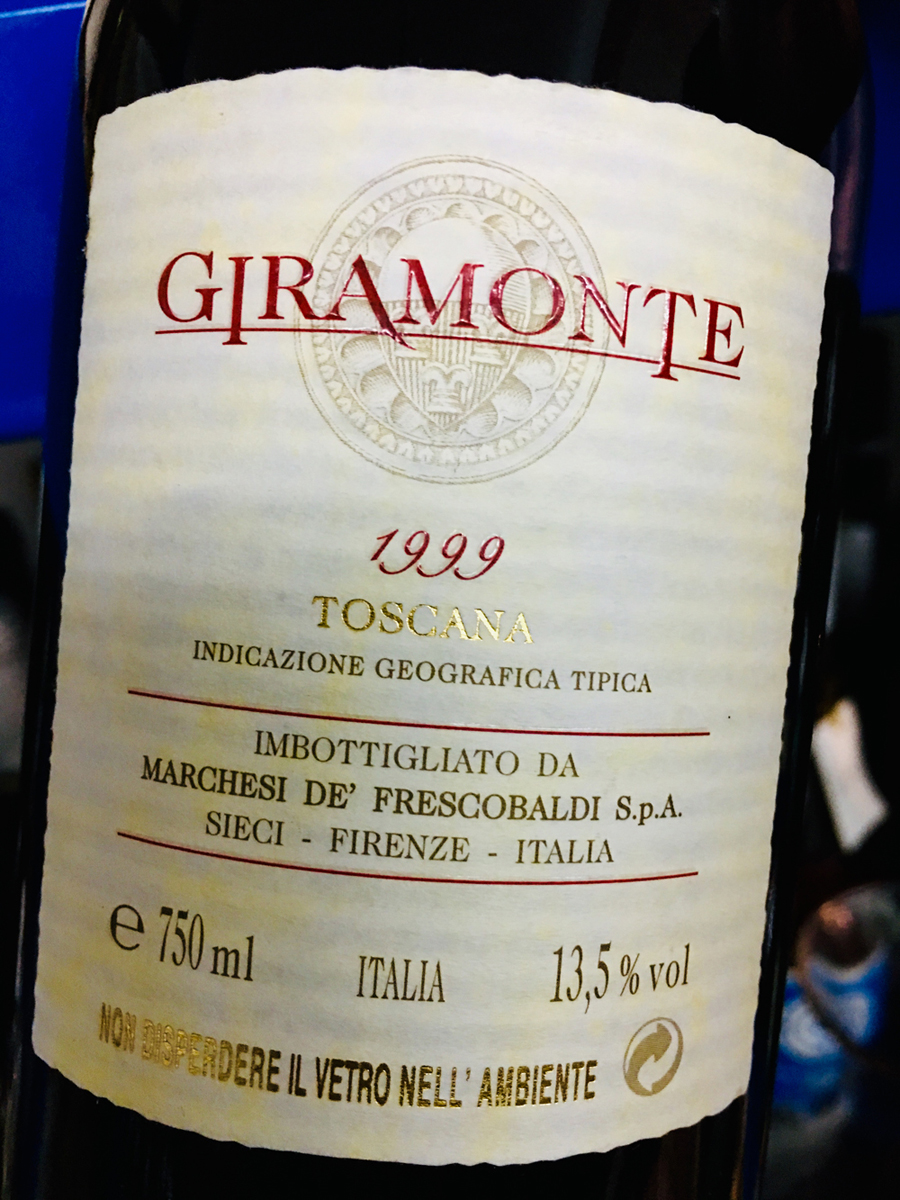 GIRAMONTE
1999
TOSCANA
INDICAZIONE GEOGRAFICA TIPICA
IMBOTTIGLIATO DA
MARCHESI DE' FRESCOBALDI S.p.A.
SIECI - FIRENZE - ITALIA
℮ 750 ml ITALIA 13,5 % vol
NON DISPERDERE IL VETRO NELL' AMBIENTE